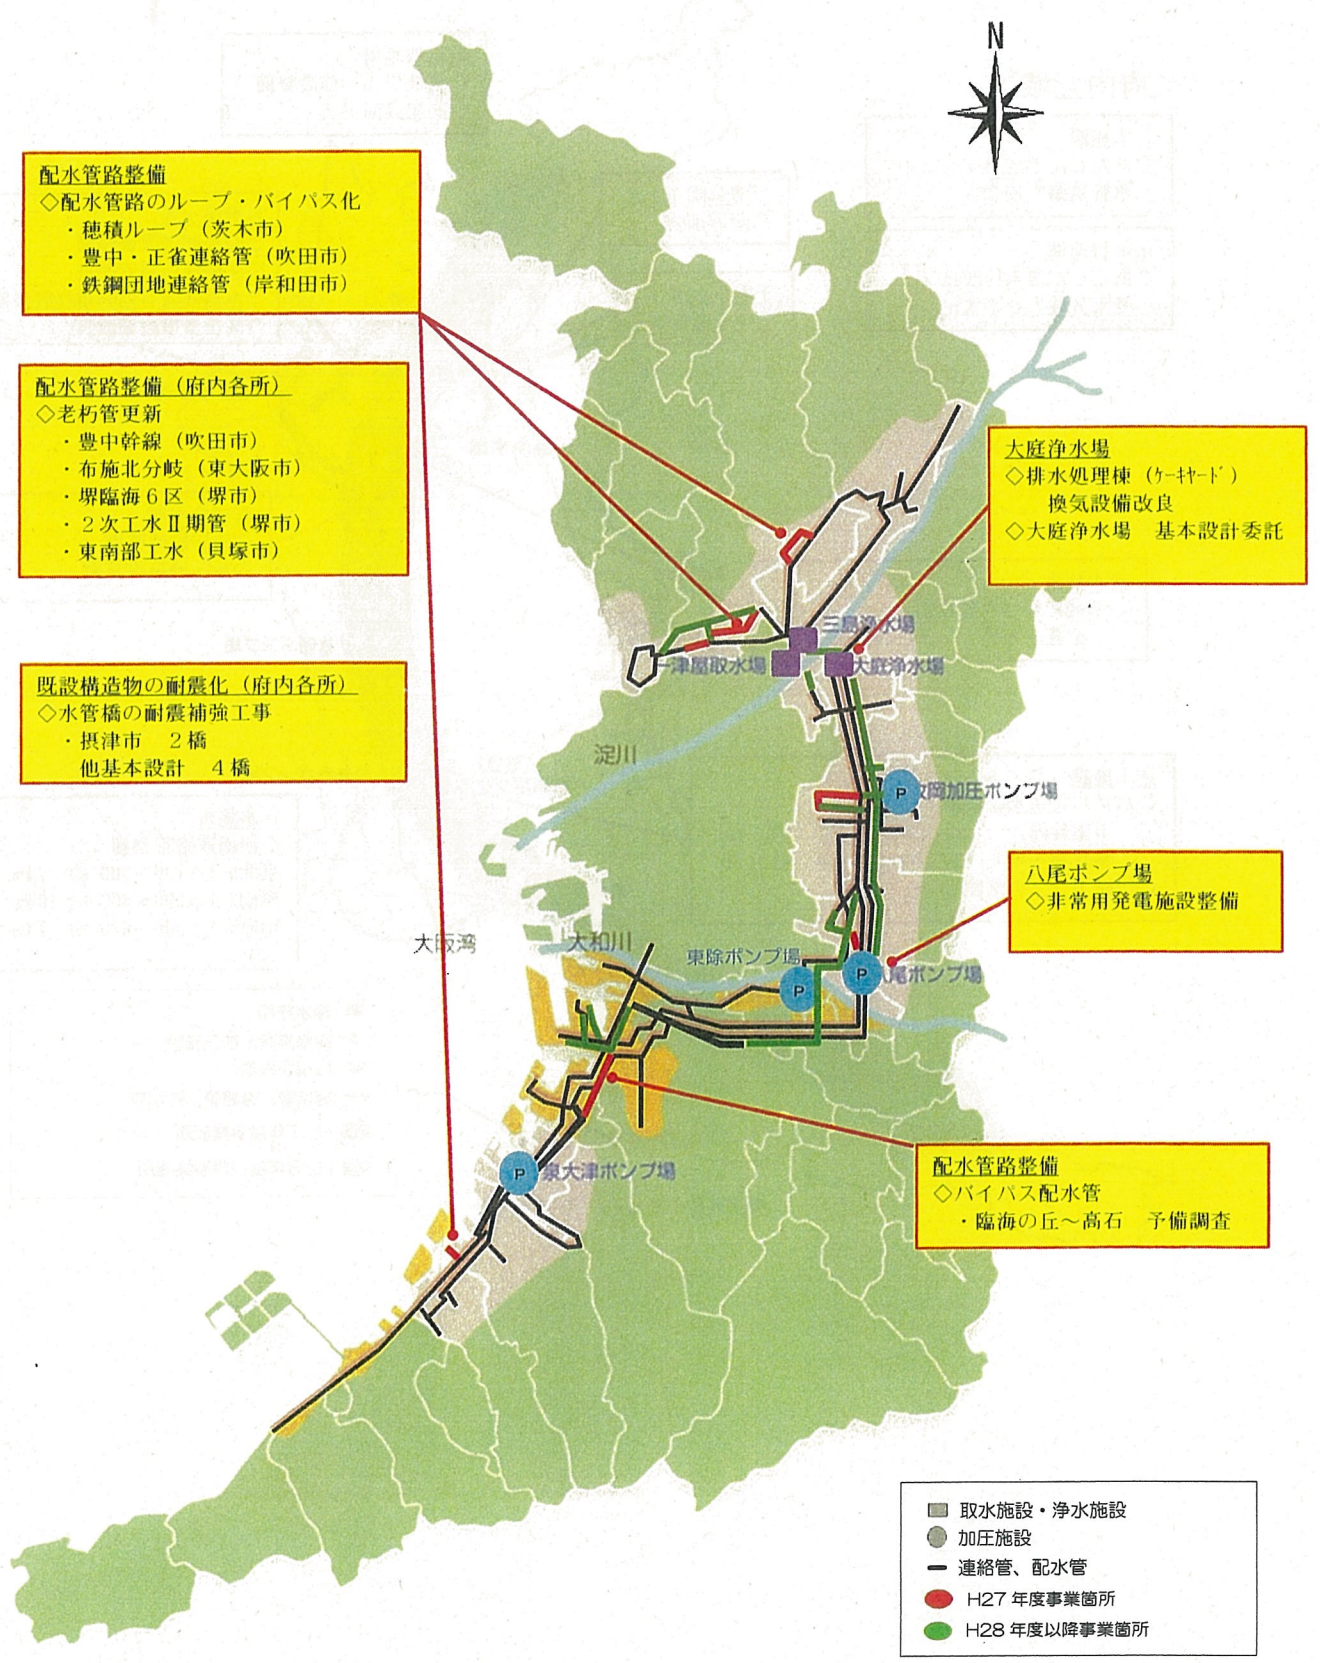 N
配水管路整備
◇配水管路のループ・バイパス化
・穂積ループ（茨木市）
・豊中・正雀連絡管（吹田市）
・鉄鋼団地連絡管（岸和田市）
配水管路整備（府内各所）
◇老朽管更新
・豊中幹線（吹田市）
・布施北分岐（東大阪市）
・堺臨海６区（堺市）
・２次工水Ⅱ期管（堺市）
・東南部工水（貝塚市）
既設構造物の耐震化（府内各所）
◇水管橋の耐震補強工事
・摂津市　２橋
他基本設計　４橋
大庭浄水場
◇排水処理棟（ｹｰｷﾔｰﾄﾞ）
換気設備改良
◇大庭浄水場　基本設計委託
三島浄水場
一津屋取水場
大庭浄水場
淀川
P
岡加圧ポンプ場
八尾ポンプ場
◇非常用発電施設整備
大阪湾
大和川
東除ポンプ場
P
P
尾ポンプ場
配水管路整備
◇バイパス配水管
・臨海の丘～高石　予備調査
P
泉大津ポンプ場
取水施設・浄水施設
加圧施設
連絡管、配水管
H27 年度事業箇所
H28 年度以降事業箇所